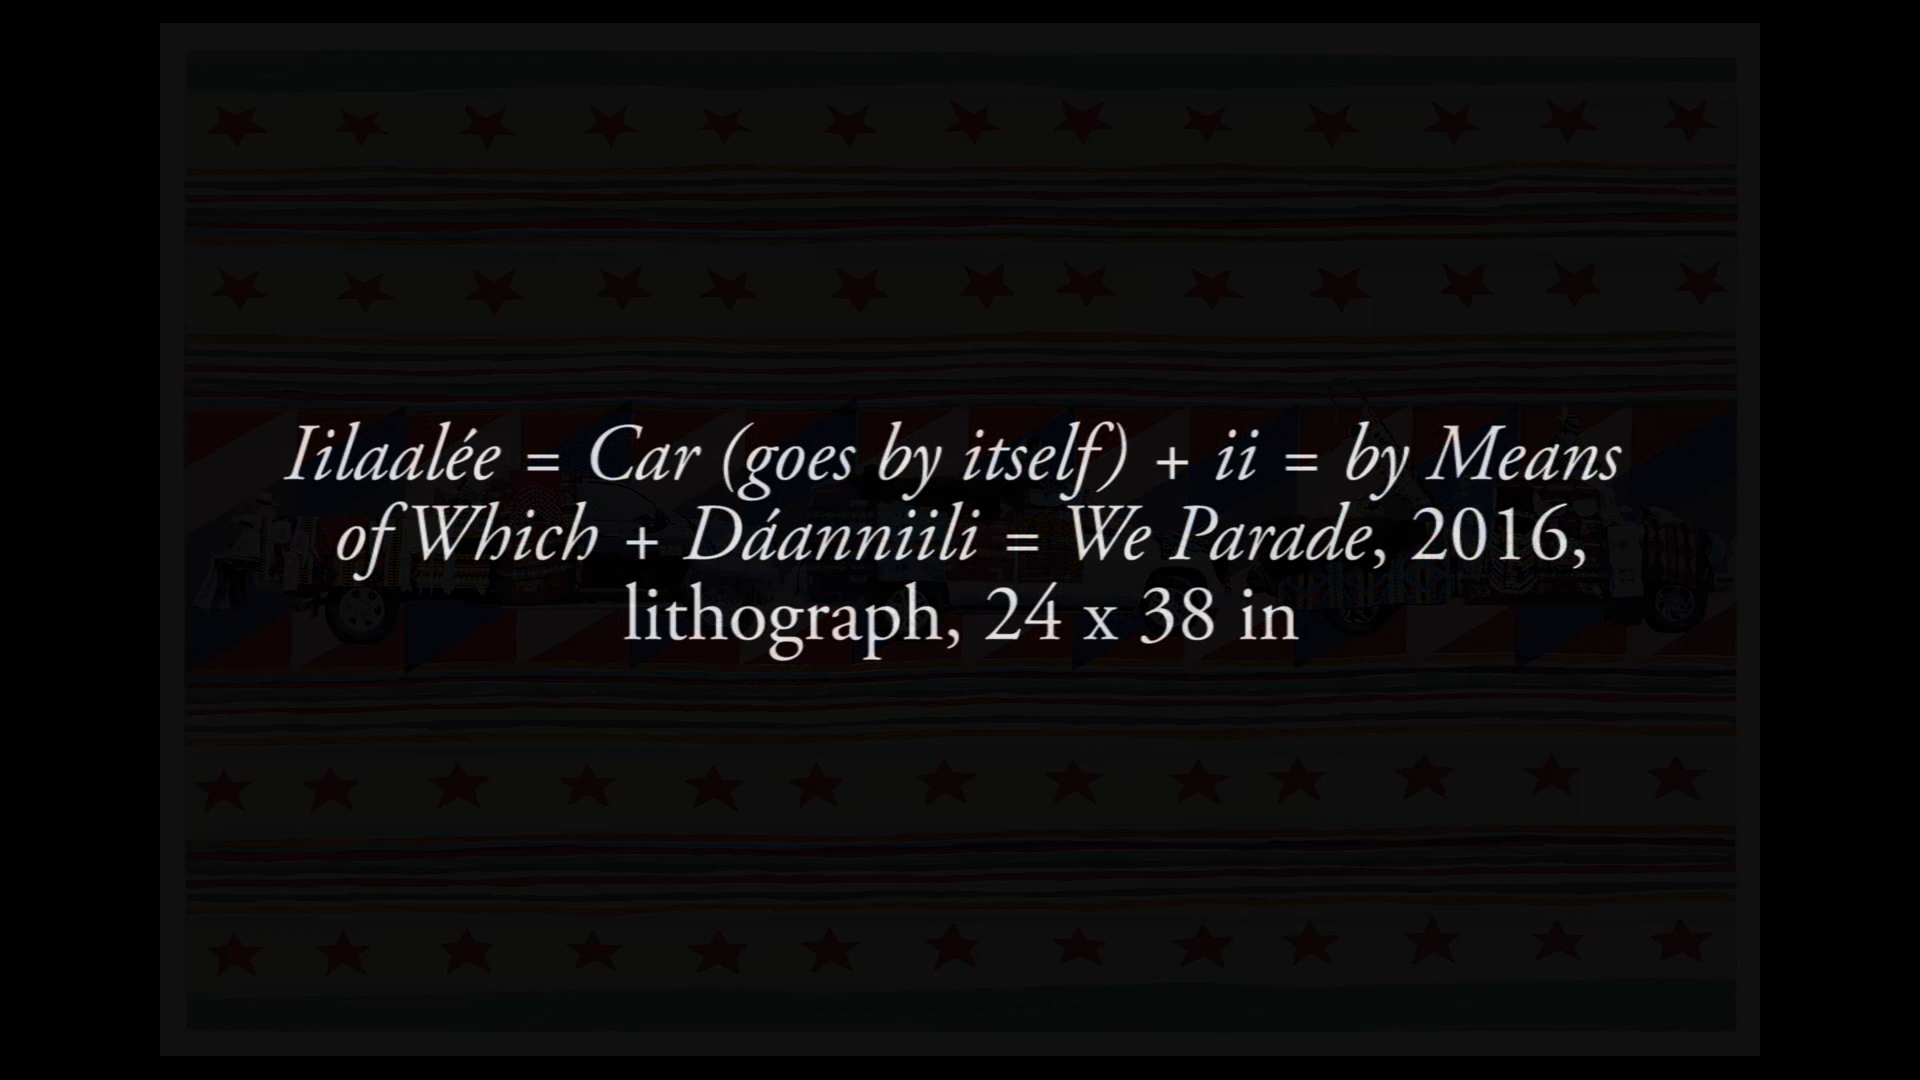 Iilaalée = Car (goes by itself) + ii = by Means
of Which + Dáanniili = We Parade, 2016,
lithograph, 24 x 38 in